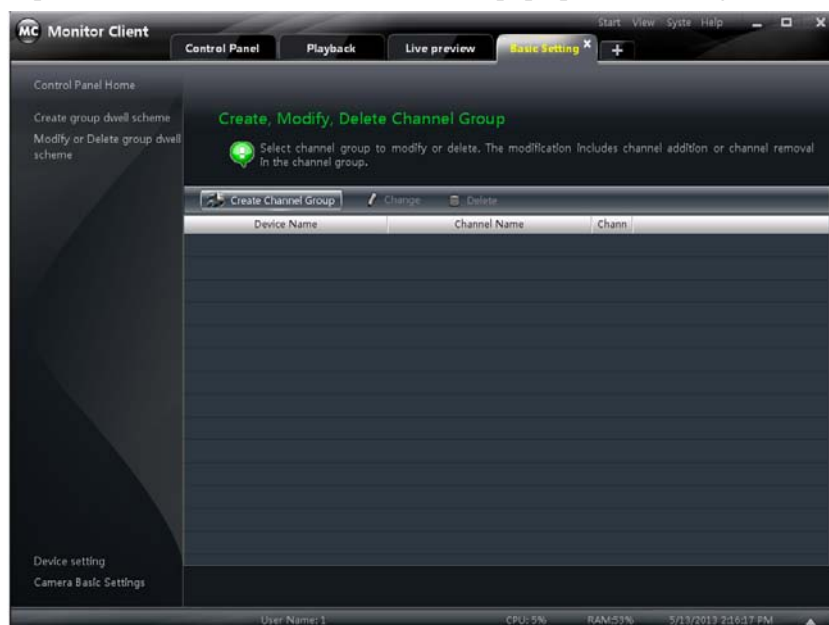 Start View Syste Help
MC Monitor Client
Control Panel Playback Live preview Basic Setting
Control Panel Home
Create group dwell scheme
Modify or Delete group dwell
scheme
Create, Modify, Delete Channel Group
Select channel group to modify or delete. The modification includes channel addition or channel removal
in the channel group.
Create Channel Group Change Delete
Device Name Channel Name Chann
Device setting
Camera Basic Settings
User Name: 1 CPU: 5% RAM:53% 5/13/2013 2:16:17 PM